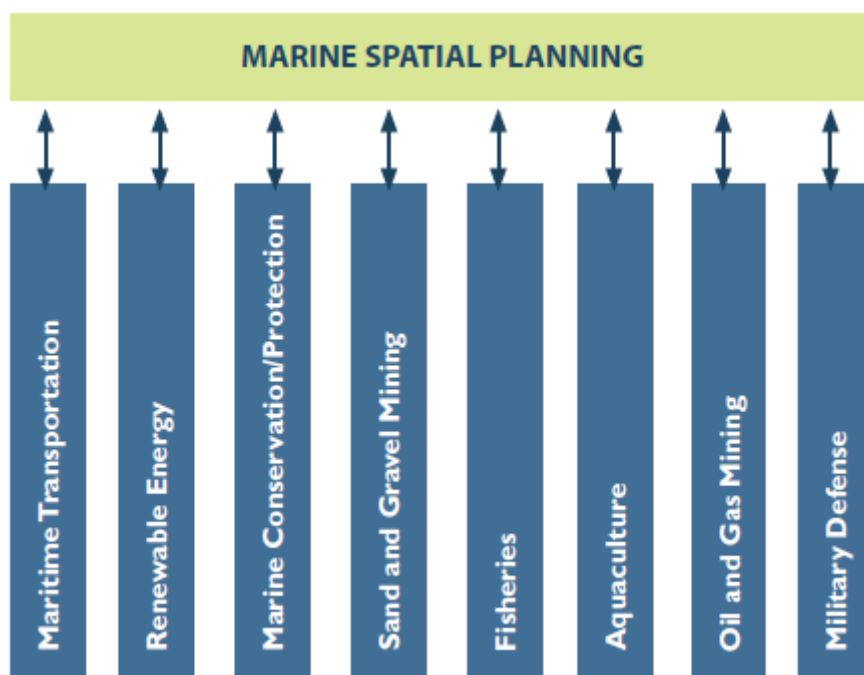 MARINE SPATIAL PLANNING
Maritime Transportation
Renewable Energy
Marine Conservation/Protection
Sand and Gravel Mining
Fisheries
Aquaculture
Oil and Gas Mining
Military Defense